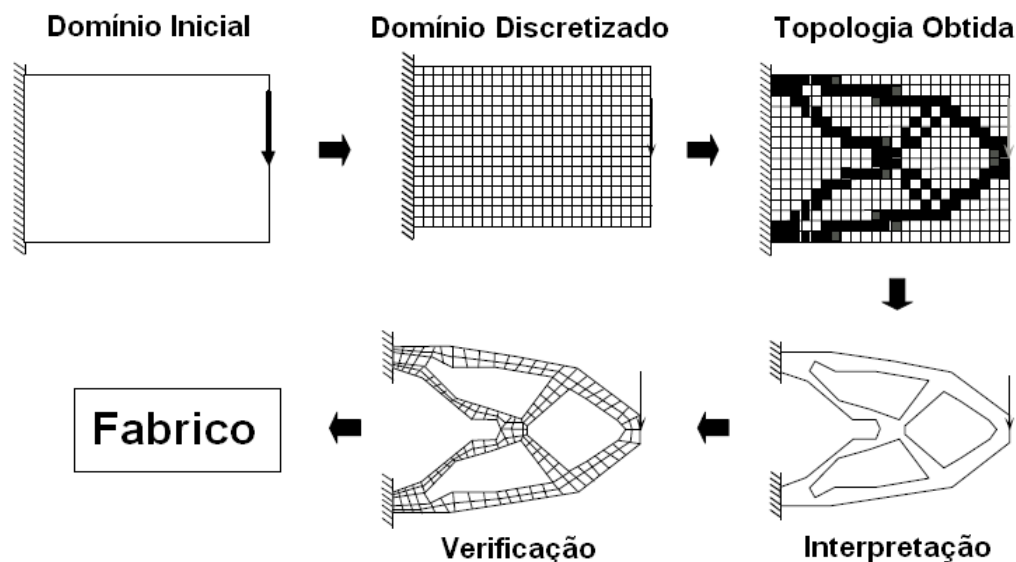 Domínio Inicial
Domínio Discretizado
Topologia Obtida
Fabrico
Verificação
Interpretação